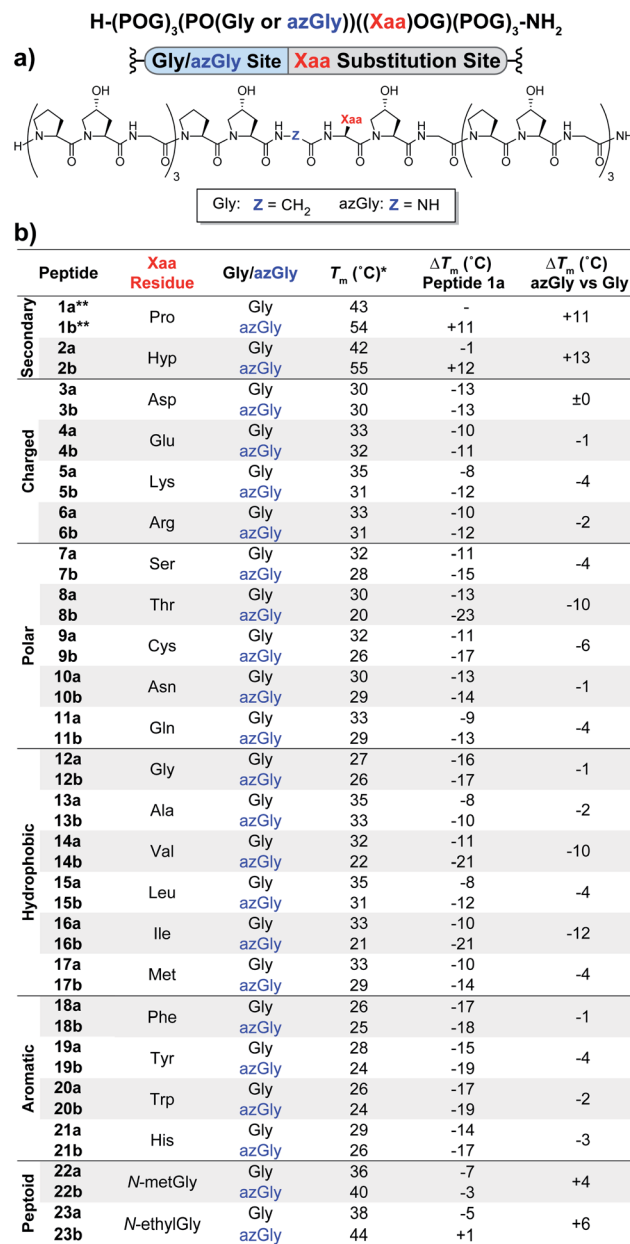 H-(POG)3(PO(Gly or azGly))((Xaa)OG)(POG)3-NH2
a)
Gly/azGly Site Xaa Substitution Site
OH OH OH OH
H N N O O HN O N N O O HN Z O HN Xaa O N O HN O N N O O HN O NH2
3 3
Gly: Z = CH2 azGly: Z = NH
b)
Peptide Xaa Residue Gly/azGly Tm (˚C)* ΔTm (˚C) Peptide 1a ΔTm (˚C) azGly vs Gly
Secondary
1a** Pro Gly 43 - +11
1b** azGly 54 +11
2a Hyp Gly 42 -1 +13
2b azGly 55 +12
Charged
3a Asp Gly 30 -13 ±0
3b azGly 30 -13
4a Glu Gly 33 -10 -1
4b azGly 32 -11
5a Lys Gly 35 -8 -4
5b azGly 31 -12
6a Arg Gly 33 -10 -2
6b azGly 31 -12
Polar
7a Ser Gly 32 -11 -4
7b azGly 28 -15
8a Thr Gly 30 -13 -10
8b azGly 20 -23
9a Cys Gly 32 -11 -6
9b azGly 26 -17
10a Asn Gly 30 -13 -1
10b azGly 29 -14
11a Gln Gly 33 -9 -4
11b azGly 29 -13
Hydrophobic
12a Gly Gly 27 -16 -1
12b azGly 26 -17
13a Ala Gly 35 -8 -2
13b azGly 33 -10
14a Val Gly 32 -11 -10
14b azGly 22 -21
15a Leu Gly 35 -8 -4
15b azGly 31 -12
16a Ile Gly 33 -10 -12
16b azGly 21 -21
17a Met Gly 33 -10 -4
17b azGly 29 -14
Aromatic
18a Phe Gly 26 -17 -1
18b azGly 25 -18
19a Tyr Gly 28 -15 -4
19b azGly 24 -19
20a Trp Gly 26 -17 -2
20b azGly 24 -19
21a His Gly 29 -14 -3
21b azGly 26 -17
Peptoid
22a N-metGly Gly 36 -7 +4
22b azGly 40 -3
23a N-ethylGly Gly 38 -5 +6
23b azGly 44 +1